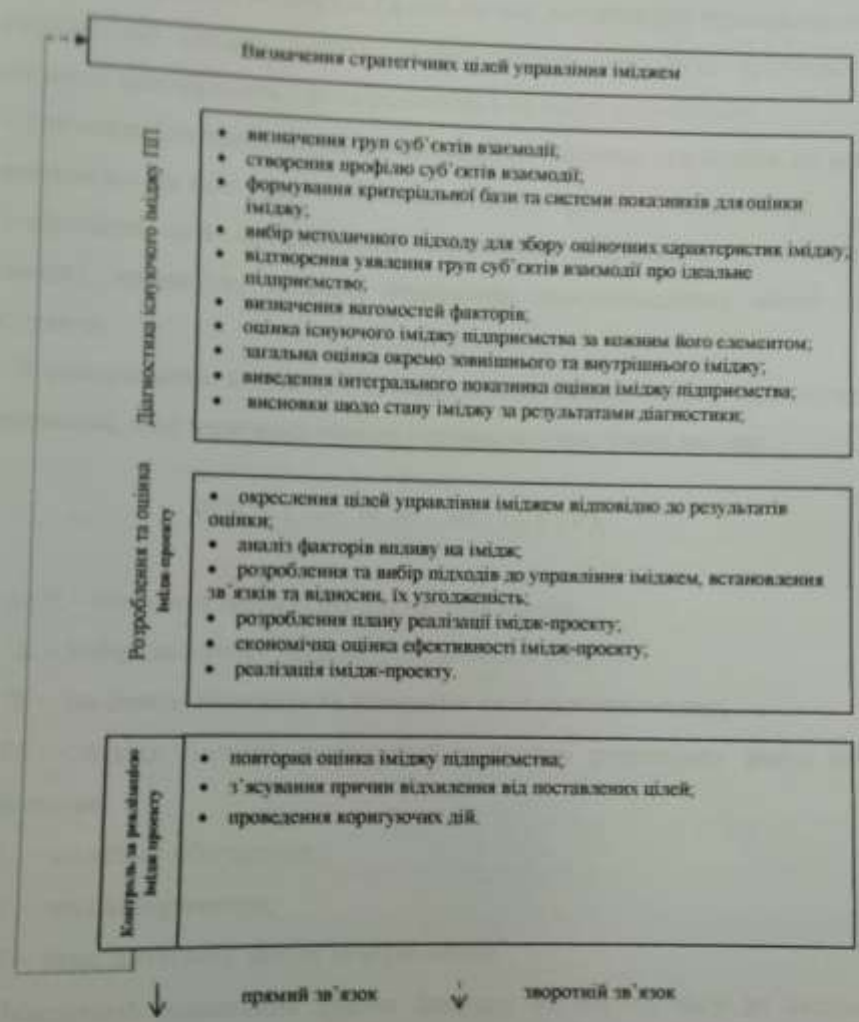 Визначення стратегічних цілей управління іміджем
Діагностика існуючого іміджу ПП
• визначення груп суб`єктів взаємодії;
• створення профілю суб`єктів взаємодії;
• формування критеріальної бази та системи показників для оцінки
іміджу;
• вибір методичного підходу для збору оціночних характеристик іміджу;
• відтворення уявлення груп суб`єктів взаємодії про ідеальне
підприємство;
• визначення вагомостей факторів;
• оцінка існуючого іміджу підприємства за кожним його елементом;
• загальна оцінка окремо зовнішнього та внутрішнього іміджу;
• виведення інтегрального показника оцінки іміджу підприємства;
• висновки щодо стану іміджу за результатами діагностики;
Розроблення та оцінка
імідж-проекту
• окреслення цілей управління іміджем відповідно до результатів
оцінки;
• аналіз факторів впливу на імідж;
• розроблення та вибір підходів до управління іміджем, встановлення
зв`язків та відносин, їх узгодженість;
• розроблення плану реалізації імідж-проекту;
• економічна оцінка ефективності імідж-проекту;
• реалізація імідж-проекту.
Контроль за реалізацією
імідж проекту
• повторна оцінка іміджу підприємства;
• з’ясування причин відхилення від поставлених цілей;
• проведення коригуючих дій.
прямий зв`язок зворотній зв`язок